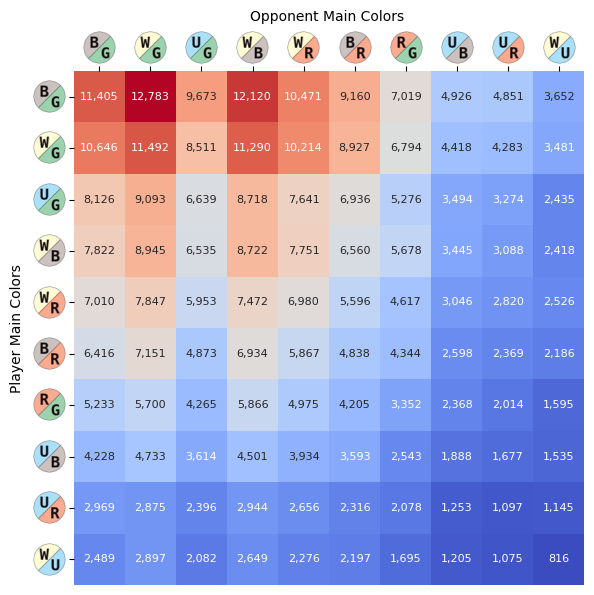 Opponent Main Colors
B G W G U G W B W R B R R G U B U R W U
Player Main Colors
B G 11,405 12,783 9,673 12,120 10,471 9,160 7,019 4,926 4,851 3,652
W G 10,646 11,492 8,511 11,290 10,214 8,927 6,794 4,418 4,283 3,481
U G 8,126 9,093 6,639 8,718 7,641 6,936 5,276 3,494 3,274 2,435
W B 7,822 8,945 6,535 8,722 7,751 6,560 5,678 3,445 3,088 2,418
W R 7,010 7,847 5,953 7,472 6,980 5,596 4,617 3,046 2,820 2,526
B R 6,416 7,151 4,873 6,934 5,867 4,838 4,344 2,598 2,369 2,186
R G 5,233 5,700 4,265 5,866 4,975 4,205 3,352 2,368 2,014 1,595
U B 4,228 4,733 3,614 4,501 3,934 3,593 2,543 1,888 1,677 1,535
U R 2,969 2,875 2,396 2,944 2,656 2,316 2,078 1,253 1,097 1,145
W U 2,489 2,897 2,082 2,649 2,276 2,197 1,695 1,205 1,075 816